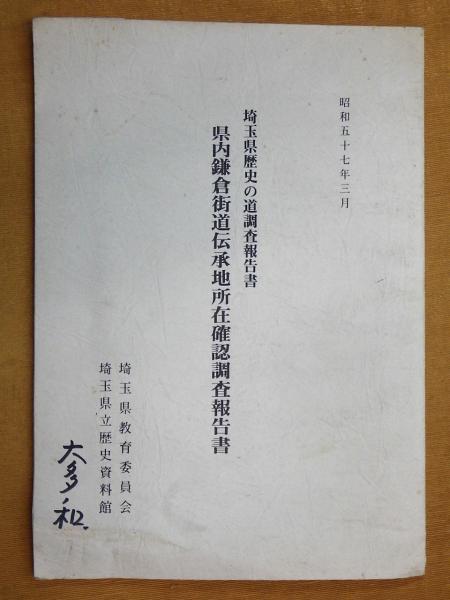 昭和五十七年三月
埼玉県歴史の道調査報告書
県内鎌倉街道伝承地所在確認調査報告書
埼玉県教育委員会
埼玉県立歴史資料館
大多和